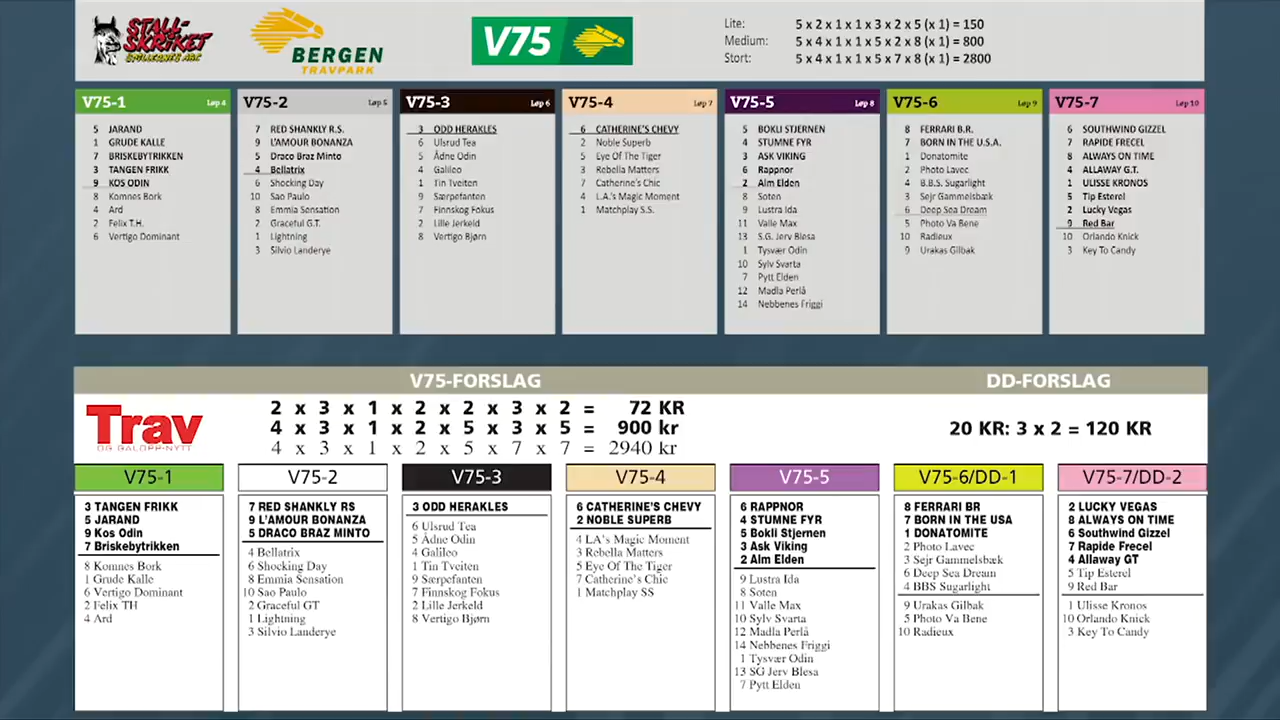 STALL-
SKRIKET
SPILLERNES ABC
BERGEN
TRAVPARK
V75
Lite: 5 x 2 x 1 x 1 x 3 x 2 x 5 (x 1) = 150
Medium: 5 x 4 x 1 x 1 x 5 x 2 x 8 (x 1) = 800
Stort: 5 x 4 x 1 x 1 x 5 x 7 x 8 (x 1) = 2800
V75-1 Løp 4
5 JARAND
1 GRUDE KALLE
7 BRISKEBYTRIKKEN
3 TANGEN FRIKK
9 KOS ODIN
8 Komnes Bork
4 Ard
2 Felix T.H.
6 Vertigo Dominant
V75-2 Løp 5
7 RED SHANKLY R.S.
9 L'AMOUR BONANZA
5 Draco Braz Minto
4 Bellatrix
6 Shocking Day
10 Sao Paulo
8 Emmia Sensation
2 Graceful G.T.
1 Lightning
3 Silvio Landerye
V75-3 Løp 6
3 ODD HERAKLES
6 Ulsrud Tea
5 Ådne Odin
4 Galileo
1 Tin Tveiten
9 Særpefanten
7 Finnskog Fokus
2 Lille Jerkeld
8 Vertigo Bjørn
V75-4 Løp 7
6 CATHERINE'S CHEVY
2 Noble Superb
5 Eye Of The Tiger
3 Rebella Matters
7 Catherine's Chic
4 L.A.'s Magic Moment
1 Matchplay S.S.
V75-5 Løp 8
5 BOKLI STJERNEN
4 STUMNE FYR
3 ASK VIKING
6 Rappnor
2 Alm Elden
8 Soten
9 Lustra Ida
11 Valle Max
13 S.G. Jerv Blesa
1 Tysvær Odin
10 Sylv Svarta
7 Pytt Elden
12 Madla Perlå
14 Nebbenes Friggi
V75-6 Løp 9
8 FERRARI B.R.
7 BORN IN THE U.S.A.
1 Donatomite
2 Photo Lavec
4 B.B.S. Sugarlight
3 Sejr Gammelsbæk
6 Deep Sea Dream
5 Photo Va Bene
10 Radieux
9 Urakas Gilbak
V75-7 Løp 10
6 SOUTHWIND GIZZEL
7 RAPIDE FRECEL
8 ALWAYS ON TIME
4 ALLAWAY G.T.
1 ULISSE KRONOS
5 Tip Esterel
2 Lucky Vegas
9 Red Bar
10 Orlando Knick
3 Key To Candy
V75-FORSLAG DD-FORSLAG
Trav
OG GALOPP-NYTT
2 x 3 x 1 x 2 x 2 x 3 x 2 = 72 KR
4 x 3 x 1 x 2 x 5 x 3 x 5 = 900 kr
4 x 3 x 1 x 2 x 5 x 7 x 7 = 2940 kr
20 KR: 3 x 2 = 120 KR
V75-1
3 TANGEN FRIKK
5 JARAND
9 Kos Odin
7 Briskebytrikken
8 Komnes Bork
1 Grude Kalle
6 Vertigo Dominant
2 Felix TH
4 Ard
V75-2
7 RED SHANKLY RS
9 L'AMOUR BONANZA
5 DRACO BRAZ MINTO
4 Bellatrix
6 Shocking Day
8 Emmia Sensation
10 Sao Paulo
2 Graceful GT
1 Lightning
3 Silvio Landerye
V75-3
3 ODD HERAKLES
6 Ulsrud Tea
5 Ådne Odin
4 Galileo
1 Tin Tveiten
9 Særpefanten
7 Finnskog Fokus
2 Lille Jerkeld
8 Vertigo Bjørn
V75-4
6 CATHERINE'S CHEVY
2 NOBLE SUPERB
4 LA's Magic Moment
3 Rebella Matters
5 Eye Of The Tiger
7 Catherine's Chic
1 Matchplay SS
V75-5
6 RAPPNOR
4 STUMNE FYR
5 Bokli Stjernen
3 Ask Viking
2 Alm Elden
9 Lustra Ida
8 Soten
11 Valle Max
10 Sylv Svarta
12 Madla Perlå
14 Nebbenes Friggi
1 Tysvær Odin
13 SG Jerv Blesa
7 Pytt Elden
V75-6/DD-1
8 FERRARI BR
7 BORN IN THE USA
1 DONATOMITE
2 Photo Lavec
3 Sejr Gammelsbæk
6 Deep Sea Dream
4 BBS Sugarlight
9 Urakas Gilbak
5 Photo Va Bene
10 Radieux
V75-7/DD-2
2 LUCKY VEGAS
8 ALWAYS ON TIME
6 Southwind Gizzel
7 Rapide Frecel
4 Allaway GT
5 Tip Esterel
9 Red Bar
1 Ulisse Kronos
10 Orlando Knick
3 Key To Candy